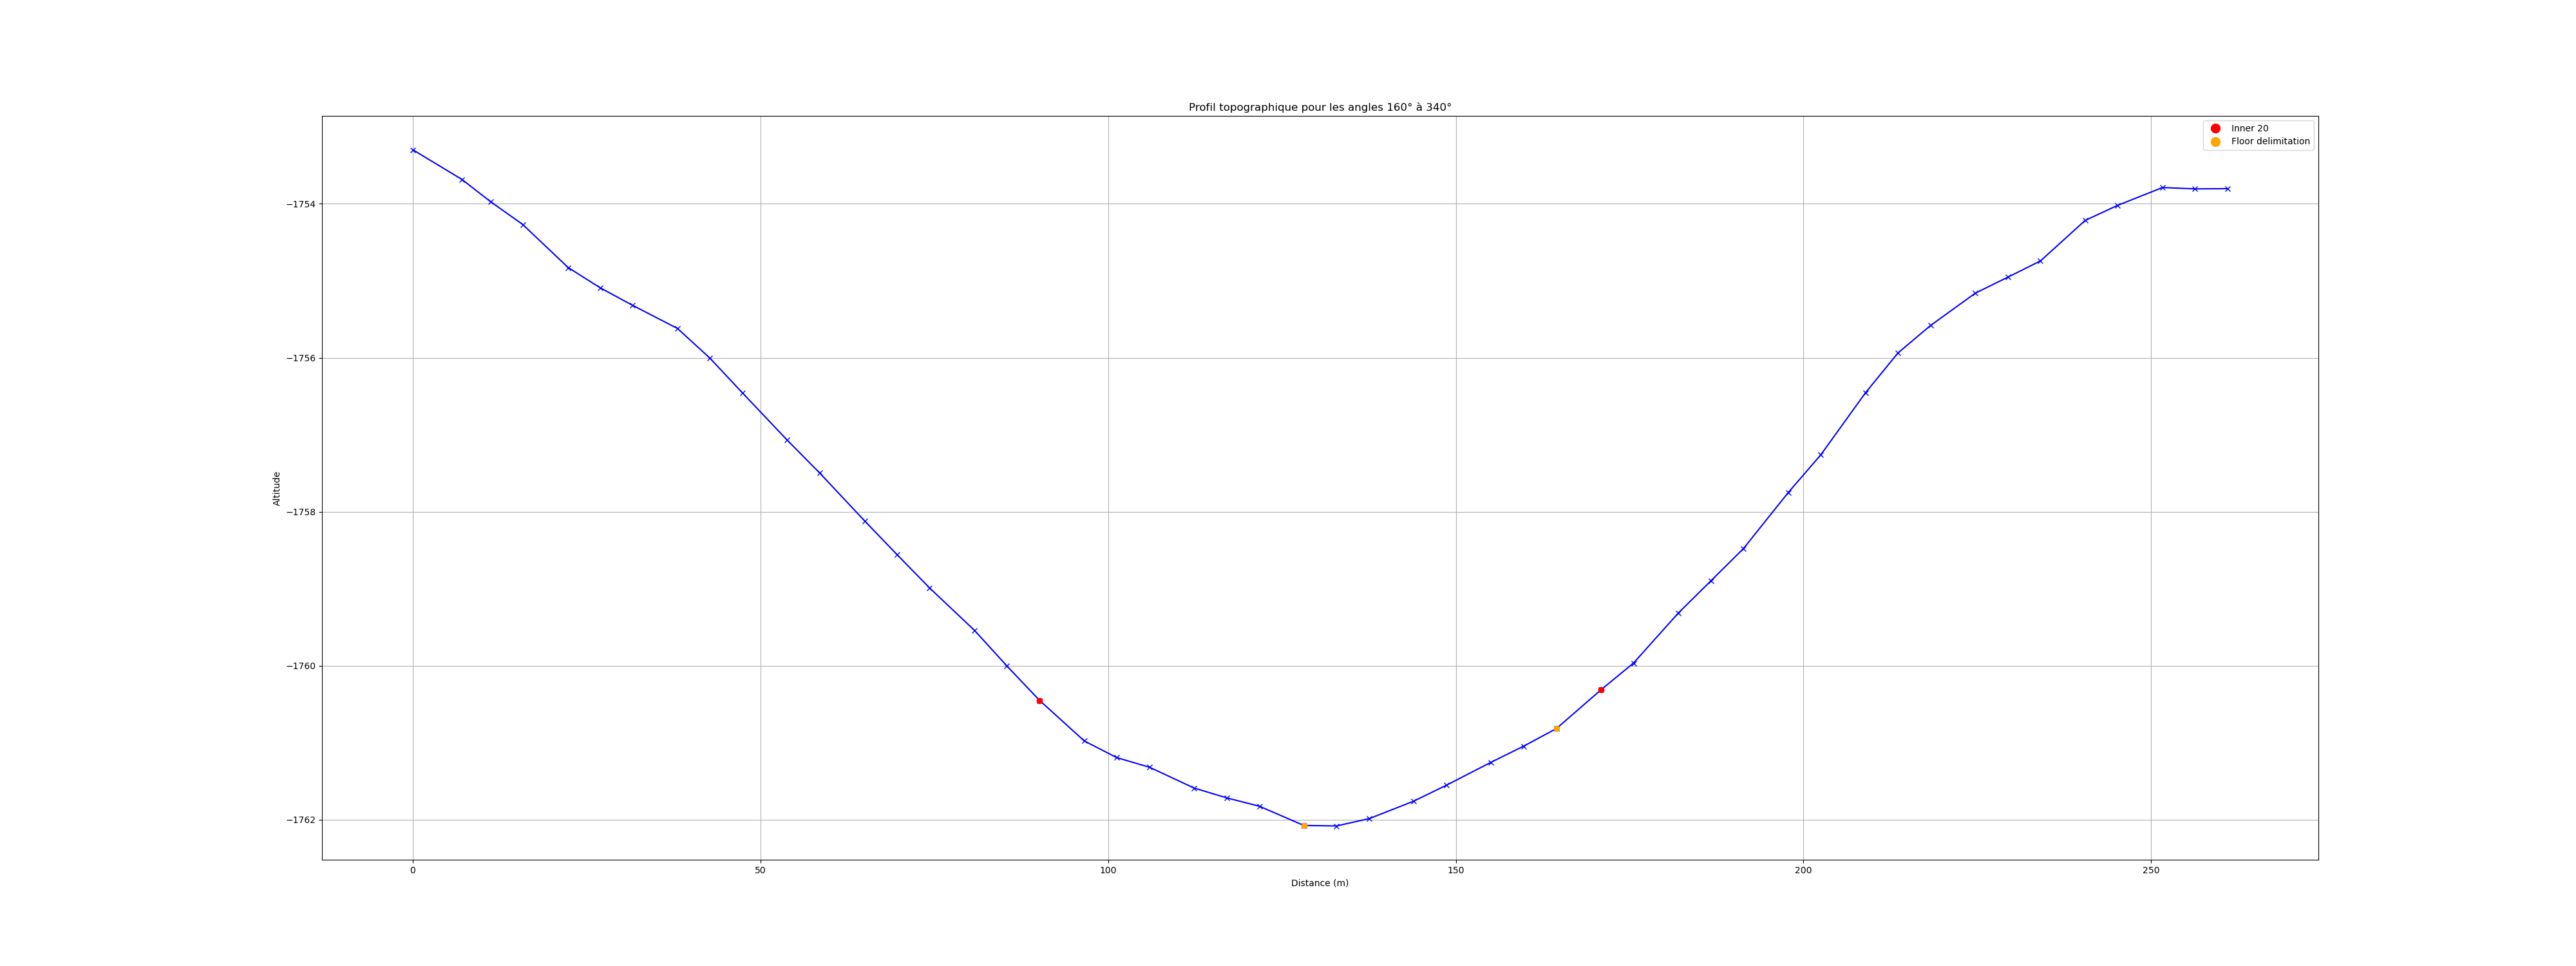 Profil topographique pour les angles 160° à 340°
Inner 20
Floor delimitation
−1754
−1756
−1758
−1760
−1762
Altitude
0
50
100
150
200
250
Distance (m)